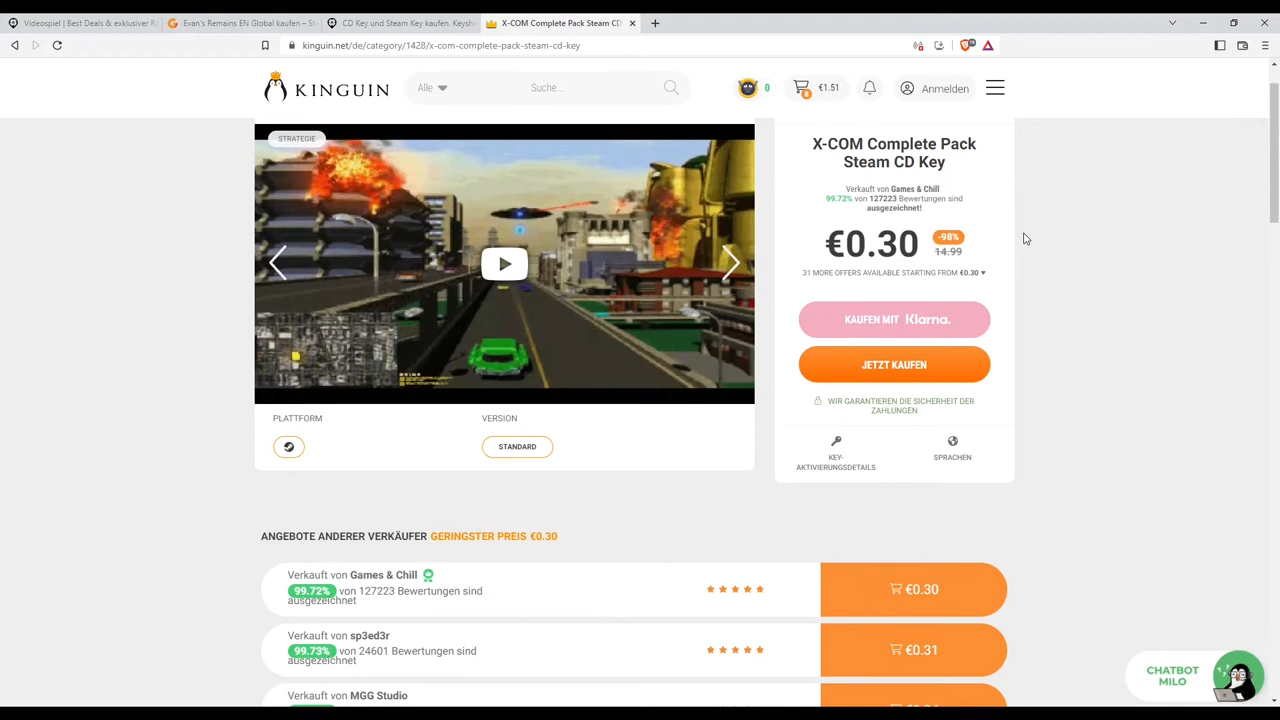 Videospiel | Best Deals & exklusiver Ra
Evan's Remains EN Global kaufen – St
CD Key und Steam Key kaufen. Keysh
X-COM Complete Pack Steam CD
kinguin.net/de/category/1428/x-com-complete-pack-steam-cd-key
KINGUIN
Alle
Suche...
0
8
€1.51
Anmelden
STRATEGIE
X-COM Complete Pack
Steam CD Key
Verkauft von Games & Chill
99.72% von 127223 Bewertungen sind
ausgezeichnet!
€0.30
-98%
14.99
31 MORE OFFERS AVAILABLE STARTING FROM €0.30
KAUFEN MIT Klarna.
JETZT KAUFEN
WIR GARANTIEREN DIE SICHERHEIT DER
ZAHLUNGEN
PLATTFORM
VERSION
STANDARD
KEY-
AKTIVIERUNGSDETAILS
SPRACHEN
ANGEBOTE ANDERER VERKÄUFER GERINGSTER PREIS €0.30
Verkauft von Games & Chill
99.72% von 127223 Bewertungen sind
ausgezeichnet
€0.30
Verkauft von sp3ed3r
99.73% von 24601 Bewertungen sind
ausgezeichnet
€0.31
Verkauft von MGG Studio
CHATBOT
MILO